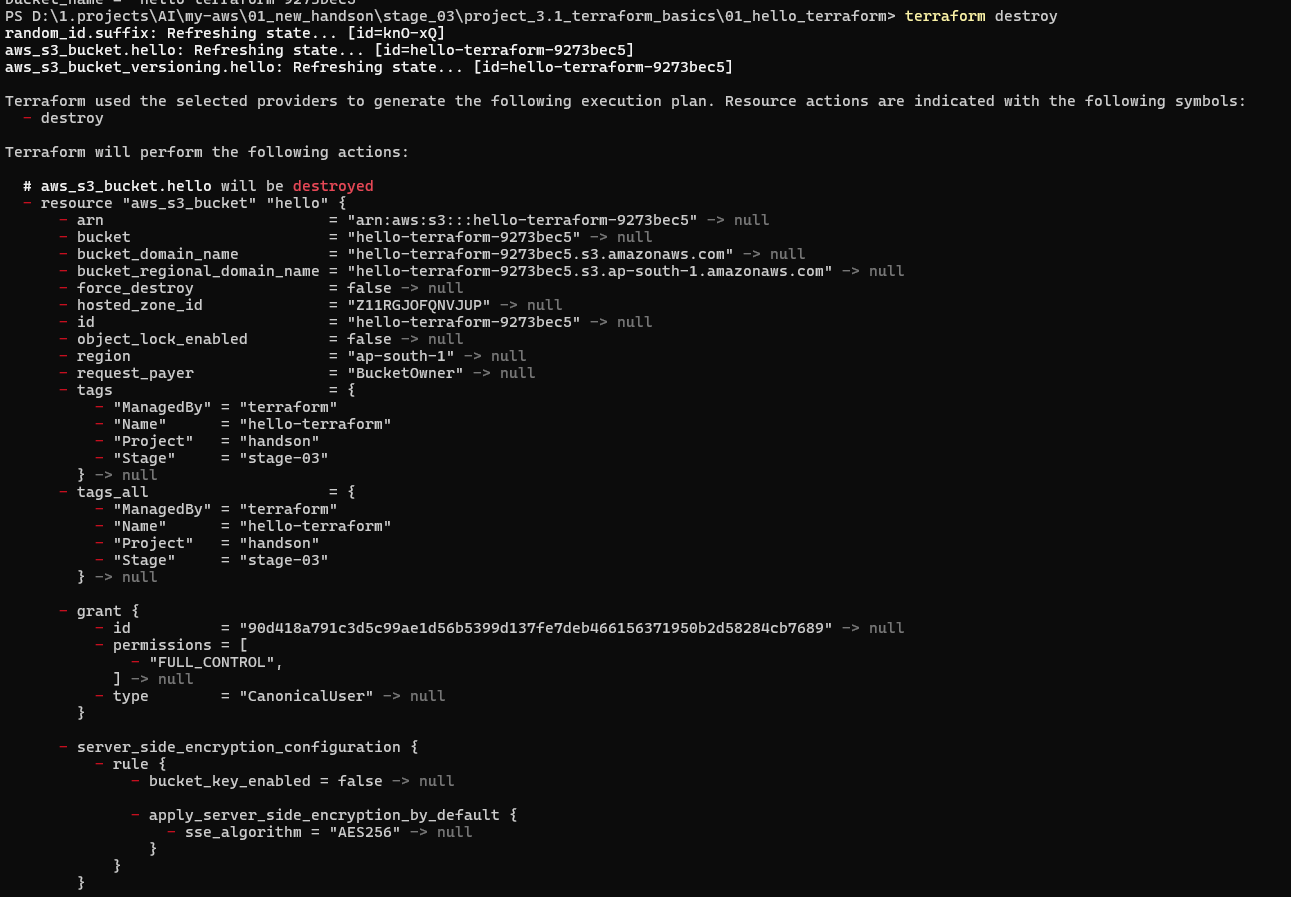 bucket_name = "hello-terraform-9273bec5"
PS D:\1.projects\AI\my-aws\01_new_handson\stage_03\project_3.1_terraform_basics\01_hello_terraform> terraform destroy
random_id.suffix: Refreshing state... [id=knO-xQ]
aws_s3_bucket.hello: Refreshing state... [id=hello-terraform-9273bec5]
aws_s3_bucket_versioning.hello: Refreshing state... [id=hello-terraform-9273bec5]

Terraform used the selected providers to generate the following execution plan. Resource actions are indicated with the following symbols:
  - destroy

Terraform will perform the following actions:

  # aws_s3_bucket.hello will be destroyed
  - resource "aws_s3_bucket" "hello" {
      - arn                         = "arn:aws:s3:::hello-terraform-9273bec5" -> null
      - bucket                      = "hello-terraform-9273bec5" -> null
      - bucket_domain_name          = "hello-terraform-9273bec5.s3.amazonaws.com" -> null
      - bucket_regional_domain_name = "hello-terraform-9273bec5.s3.ap-south-1.amazonaws.com" -> null
      - force_destroy               = false -> null
      - hosted_zone_id              = "Z11RGJOFQNVJUP" -> null
      - id                          = "hello-terraform-9273bec5" -> null
      - object_lock_enabled         = false -> null
      - region                      = "ap-south-1" -> null
      - request_payer               = "BucketOwner" -> null
      - tags                        = {
          - "ManagedBy" = "terraform"
          - "Name"      = "hello-terraform"
          - "Project"   = "handson"
          - "Stage"     = "stage-03"
        } -> null
      - tags_all                    = {
          - "ManagedBy" = "terraform"
          - "Name"      = "hello-terraform"
          - "Project"   = "handson"
          - "Stage"     = "stage-03"
        } -> null

      - grant {
          - id          = "90d418a791c3d5c99ae1d56b5399d137fe7deb466156371950b2d58284cb7689" -> null
          - permissions = [
              - "FULL_CONTROL",
            ] -> null
          - type        = "CanonicalUser" -> null
        }

      - server_side_encryption_configuration {
          - rule {
              - bucket_key_enabled = false -> null

              - apply_server_side_encryption_by_default {
                  - sse_algorithm = "AES256" -> null
                }
            }
        }